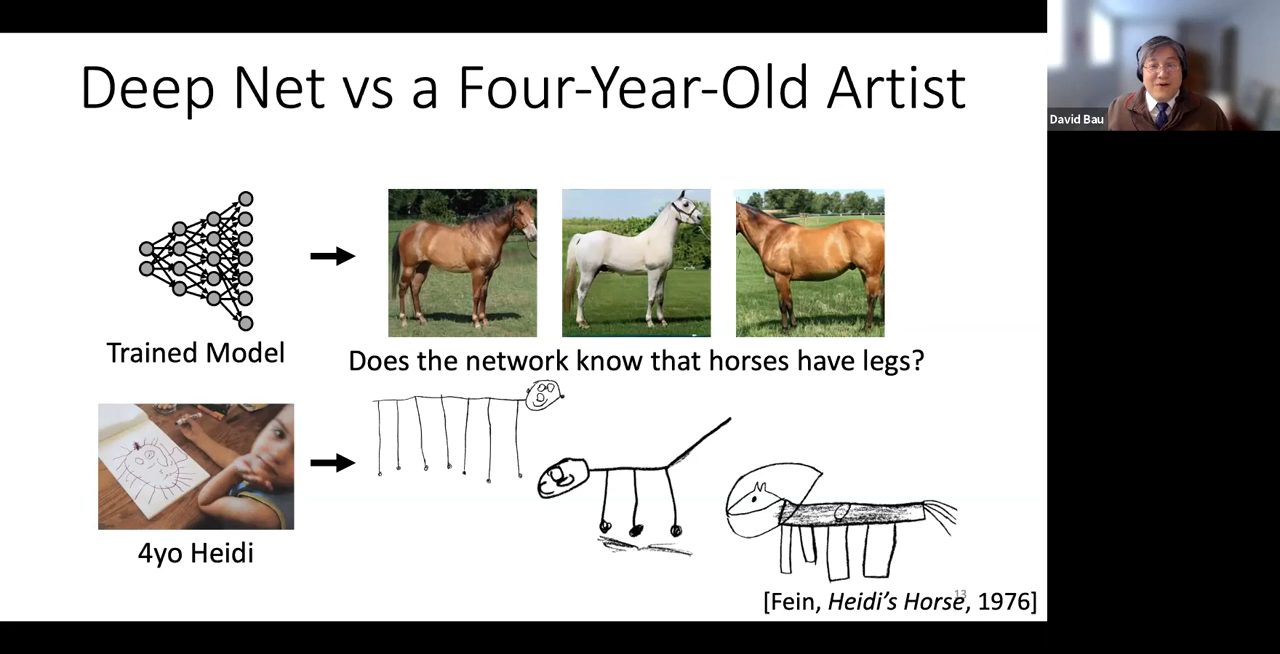 Deep Net vs a Four-Year-Old Artist
David Bau
Trained Model
Does the network know that horses have legs?
4yo Heidi
13
[Fein, Heidi's Horse, 1976]